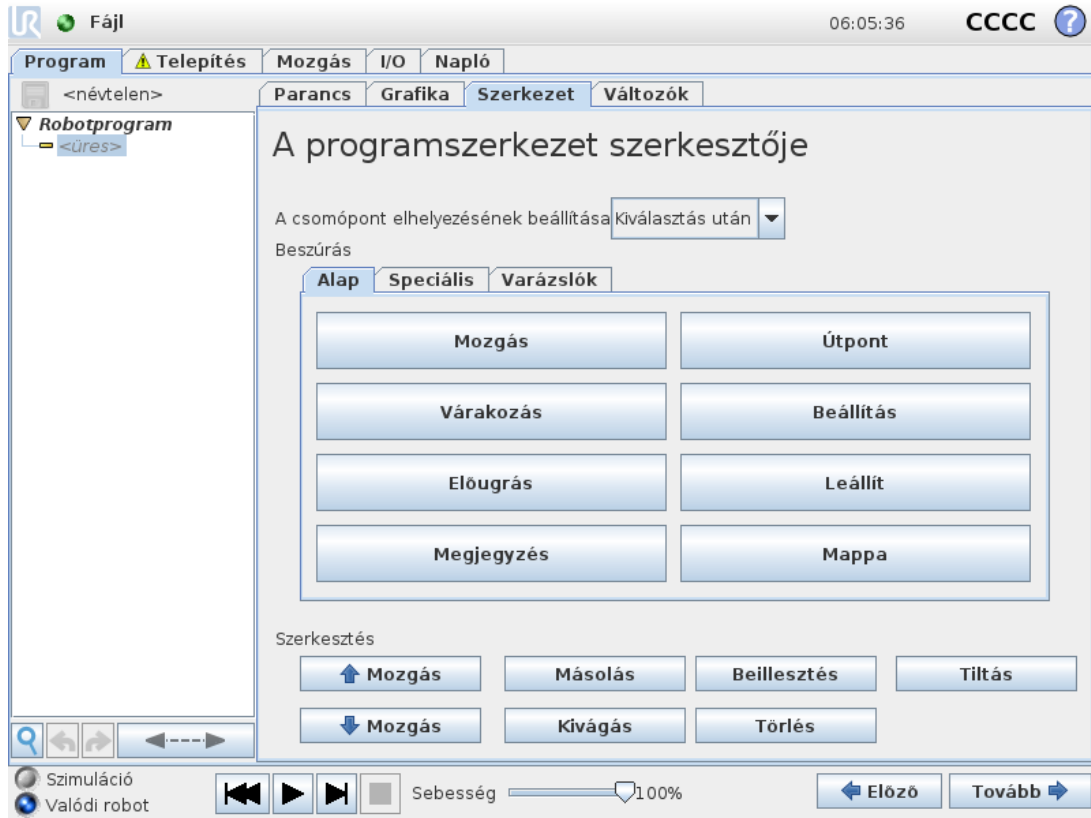 UR Fájl 06:05:36 CCCC ?
Program Telepítés Mozgás I/O Napló
<névtelen> Parancs Grafika Szerkezet Változók
Robotprogram
<üres>
A programszerkezet szerkesztője
A csomópont elhelyezésének beállítása Kiválasztás után
Beszúrás
Alap Speciális Varázslók
Mozgás Útpont
Várakozás Beállítás
Előugrás Leállít
Megjegyzés Mappa
Szerkesztés
Mozgás Másolás Beillesztés Tiltás
Mozgás Kivágás Törlés
Szimuláció
Valódi robot
Sebesség 100% Előző Tovább